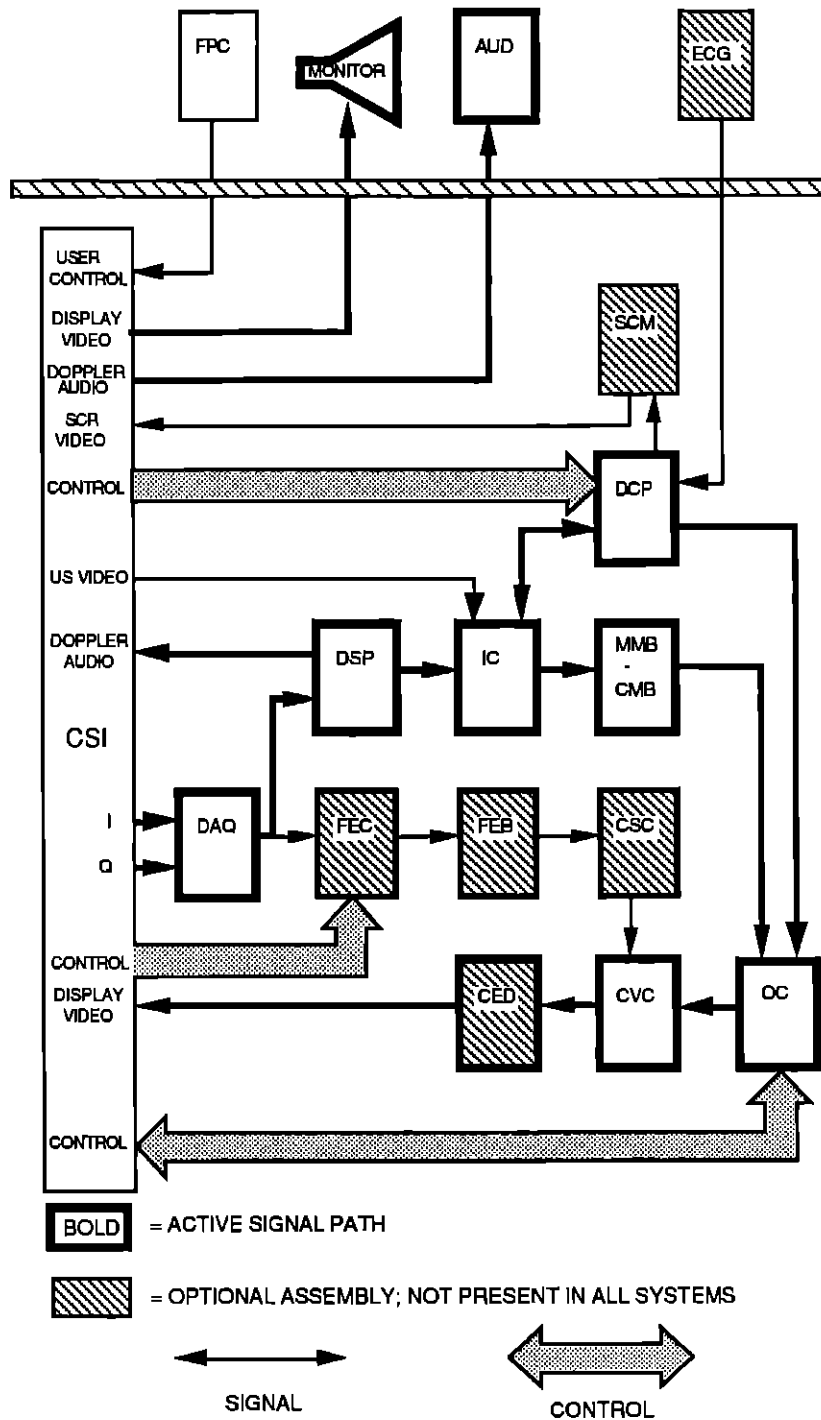 FPC
MONITOR
AUD
ECG
USER
CONTROL
DISPLAY
VIDEO
DOPPLER
AUDIO
SCR
VIDEO
SCM
CONTROL
DCP
US VIDEO
DOPPLER
AUDIO
DSP
IC
MMB
-
CMB
CSI
I
Q
DAQ
FEC
FEB
CSC
CONTROL
DISPLAY
VIDEO
CED
CVC
OC
CONTROL
BOLD = ACTIVE SIGNAL PATH
= OPTIONAL ASSEMBLY; NOT PRESENT IN ALL SYSTEMS
SIGNAL
CONTROL